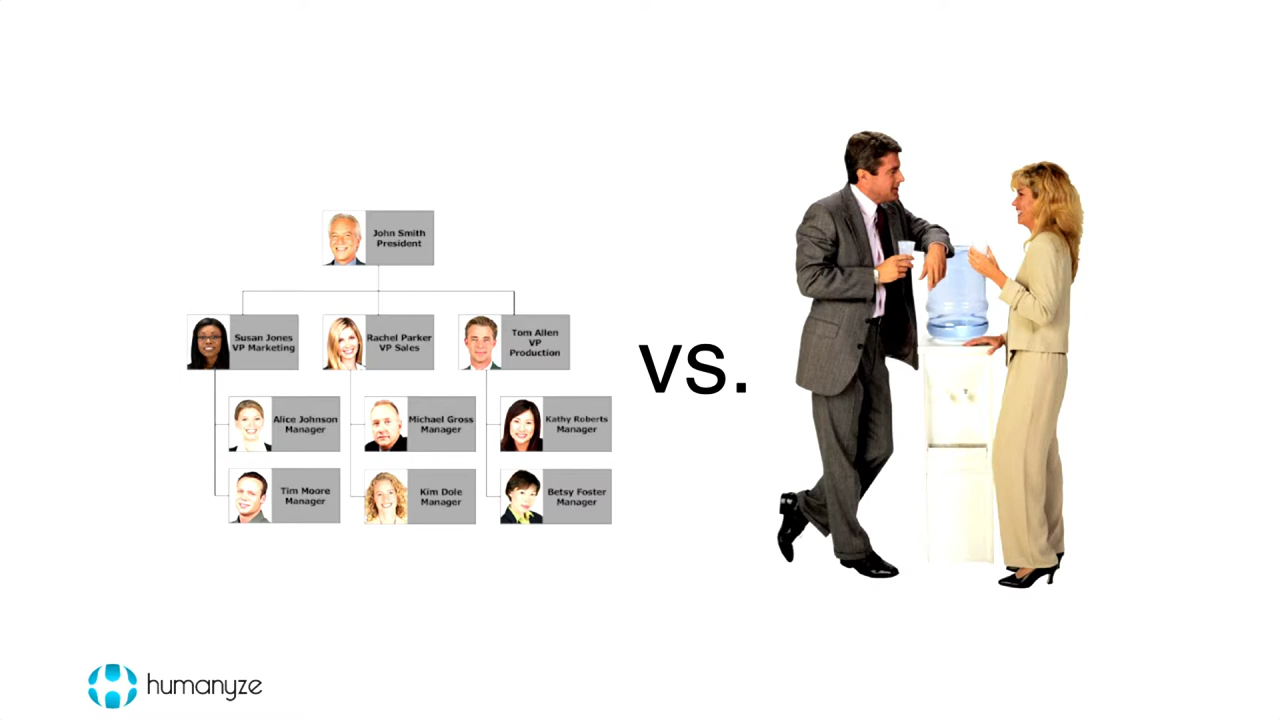 John Smith
President
Susan Jones
VP Marketing
Rachel Parker
VP Sales
Tom Allen
VP
Production
vs.
Alice Johnson
Manager
Michael Gross
Manager
Kathy Roberts
Manager
Tim Moore
Manager
Kim Dole
Manager
Betsy Foster
Manager
humanyze